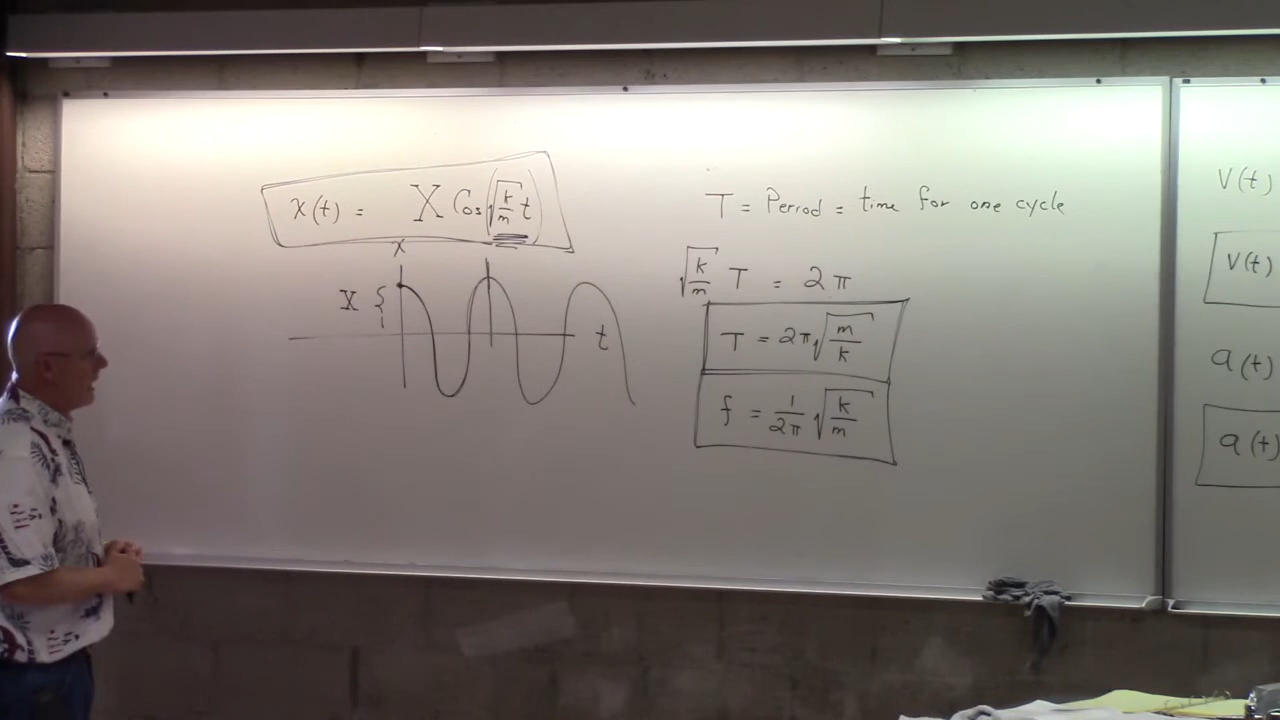 x(t) = X Cos(√(k/m) t)
x
X
t
T = Period = time for one cycle
√(k/m) T = 2π
T = 2π√(m/k)
f = 1/2π √(k/m)
v(t)
v(t)
a(t)
a(t)